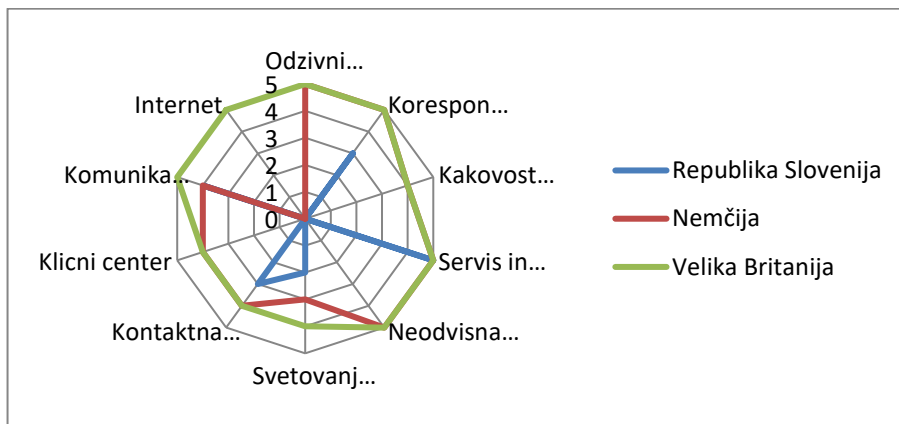 Odzivni...
5
4
3
2
1
0
Korespon...
Kakovost...
Servis in...
Neodvisna...
Svetovanj...
Kontaktna...
Klicni center
Komunika...
Internet
Republika Slovenija
Nemčija
Velika Britanija